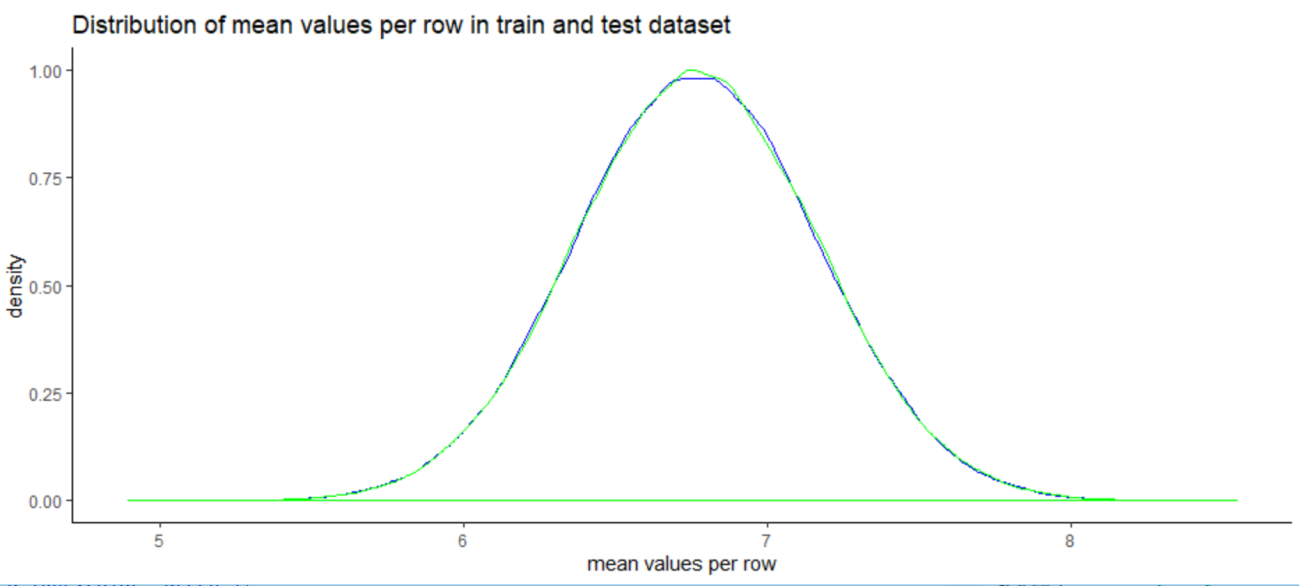 Distribution of mean values per row in train and test dataset
1.00
0.75
0.50
0.25
0.00
density
5 6 7 8
mean values per row